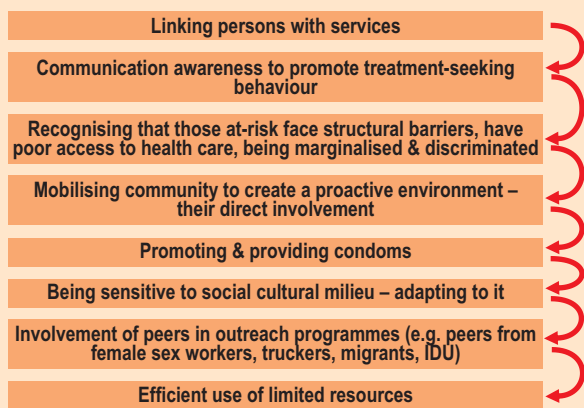 Linking persons with services
Communication awareness to promote treatment-seeking
behaviour
Recognising that those at-risk face structural barriers, have
poor access to health care, being marginalised & discriminated
Mobilising community to create a proactive environment –
their direct involvement
Promoting & providing condoms
Being sensitive to social cultural milieu – adapting to it
Involvement of peers in outreach programmes (e.g. peers from
female sex workers, truckers, migrants, IDU)
Efficient use of limited resources